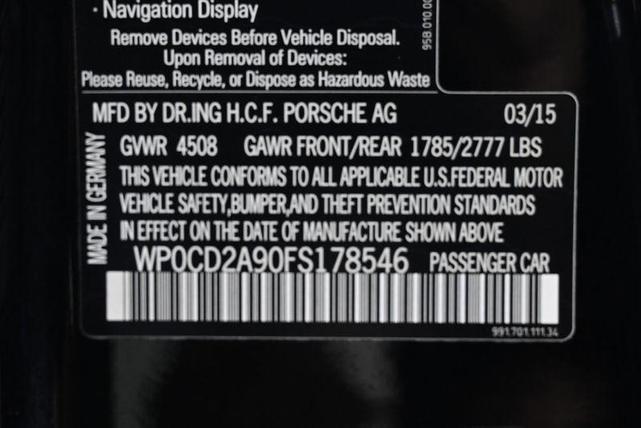 · Navigation Display
Remove Devices Before Vehicle Disposal.
Upon Removal of Devices:
Please Reuse, Recycle, or Dispose as Hazardous Waste
95B.010.00
MFD BY DR.ING H.C.F. PORSCHE AG 03/15
MADE IN GERMANY
GVWR 4508 GAWR FRONT/REAR 1785/2777 LBS
THIS VEHICLE CONFORMS TO ALL APPLICABLE U.S.FEDERAL MOTOR
VEHICLE SAFETY,BUMPER,AND THEFT PREVENTION STANDARDS
IN EFFECT ON THE DATE OF MANUFACTURE SHOWN ABOVE
WP0CD2A90FS178546 PASSENGER CAR
991.701.111.34